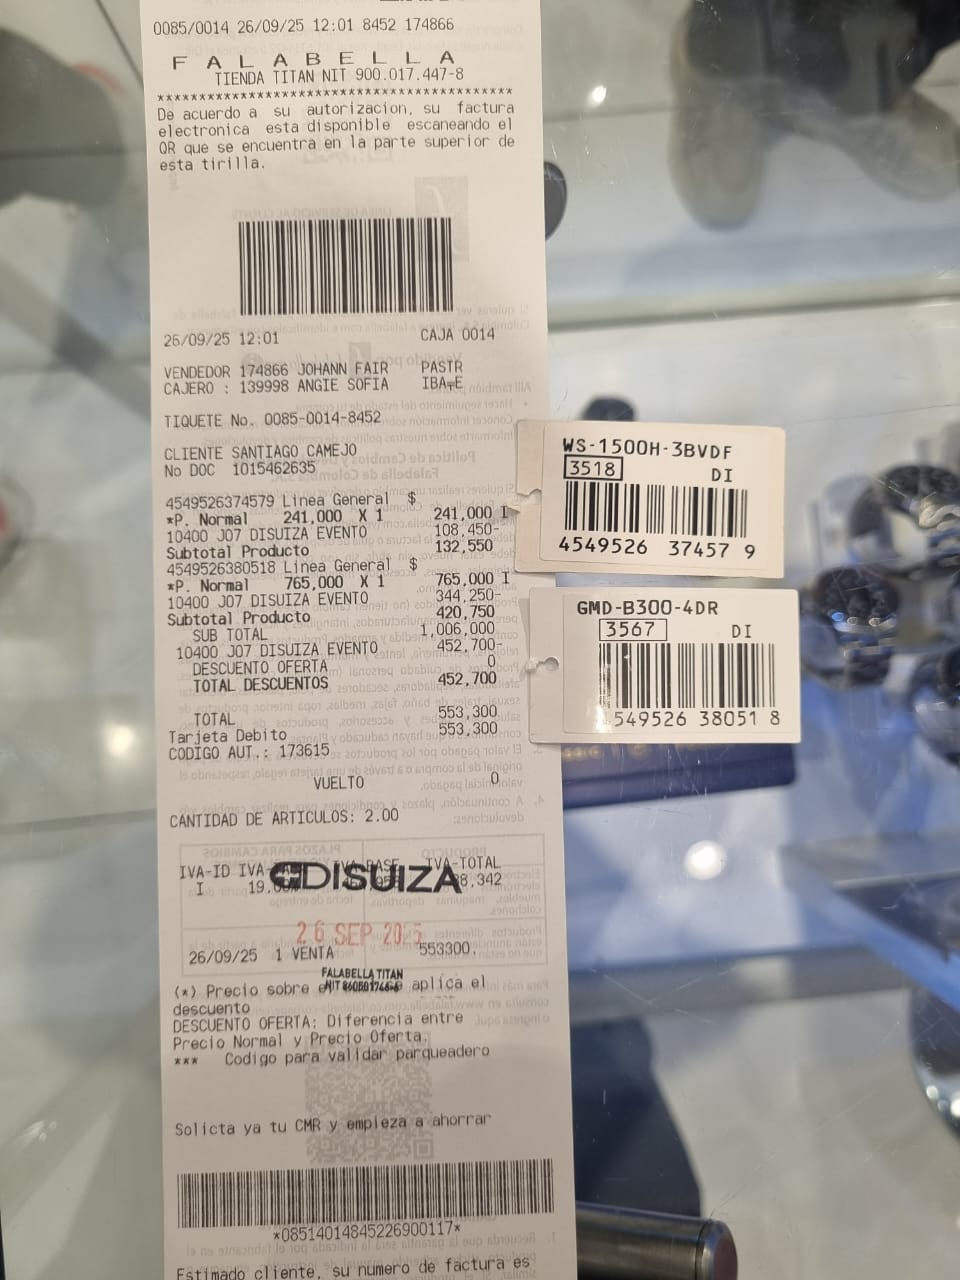 0085/0014 26/09/25 12:01 8452 174866
F A L A B E L L A
TIENDA TITAN NIT 900.017.447-8
*******************************************
De acuerdo a su autorizacion, su factura
electronica esta disponible escaneando el
QR que se encuentra en la parte superior de
esta tirilla.
26/09/25 12:01 CAJA 0014
VENDEDOR 174866 JOHANN FAIR PASTR
CAJERO : 139998 ANGIE SOFIA IBA¬E
TIQUETE No. 0085-0014-8452
CLIENTE SANTIAGO CAMEJO
No DOC 1015462635
4549526374579 Linea General $
*P. Normal 241,000 X 1 241,000 I
10400 J07 DISUIZA EVENTO 108,450-
Subtotal Producto 132,550
4549526380518 Linea General $
*P. Normal 765,000 X 1 765,000 I
10400 J07 DISUIZA EVENTO 344,250-
Subtotal Producto 420,750
SUB TOTAL 1,006,000
10400 J07 DISUIZA EVENTO 452,700-
DESCUENTO OFERTA 0
TOTAL DESCUENTOS 452,700
TOTAL 553,300
Tarjeta Debito 553,300
CODIGO AUT.: 173615
VUELTO 0
CANTIDAD DE ARTICULOS: 2.00
IVA-ID IVA- IVA-BASE IVA-TOTAL
I 19. 8.342
DISUIZA
26 SEP 2025
26/09/25 1 VENTA 553300.
FALABELLA TITAN
(*) Precio sobre el aplica el
descuento
DESCUENTO OFERTA: Diferencia entre
Precio Normal y Precio Oferta.
*** Codigo para validar parqueadero
Solicta ya tu CMR y empieza a ahorrar
*08514014845226900117*
Estimado cliente, su numero de factura es
WS-1500H-3BVDF
3518 DI
4549526 37457 9
GMD-B300-4DR
3567 DI
549526 38051 8